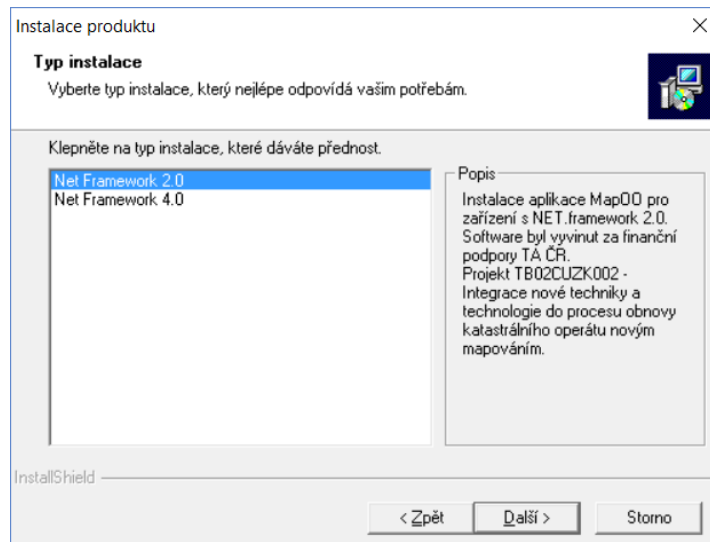 Instalace produktu
Typ instalace
Vyberte typ instalace, který nejlépe odpovídá vašim potřebám.
Klepněte na typ instalace, které dáváte přednost.
Net Framework 2.0
Net Framework 4.0
Popis
Instalace aplikace MapOO pro
zařízení s NET.framework 2.0.
Software byl vyvinut za finanční
podpory TA ČR.
Projekt TB02CUZK002 -
Integrace nové techniky a
technologie do procesu obnovy
katastrálního operátu novým
mapováním.
InstallShield
< Zpět
Další >
Storno